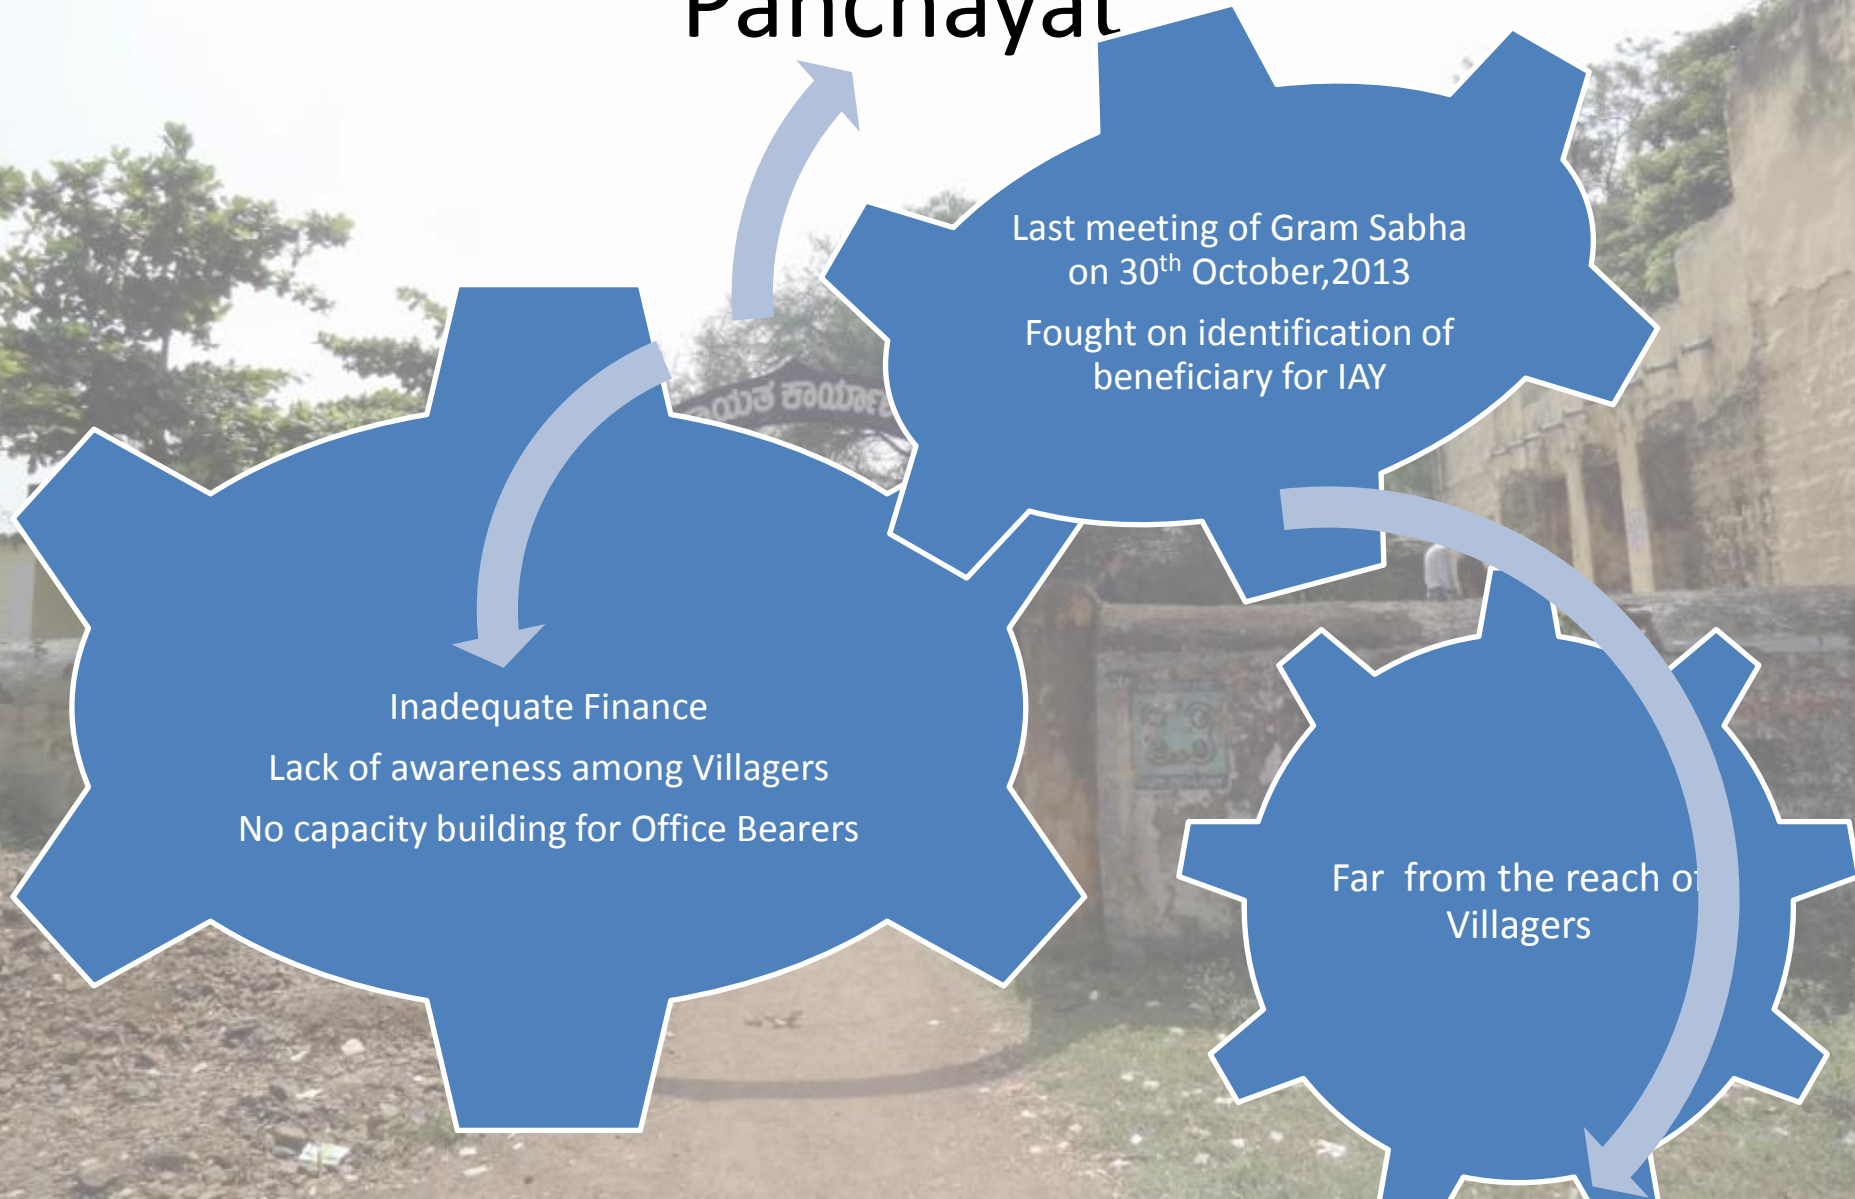 Panchayat
Last meeting of Gram Sabha
on 30th October,2013
Fought on identification of
beneficiary for IAY
Inadequate Finance
Lack of awareness among Villagers
No capacity building for Office Bearers
Far from the reach of
Villagers